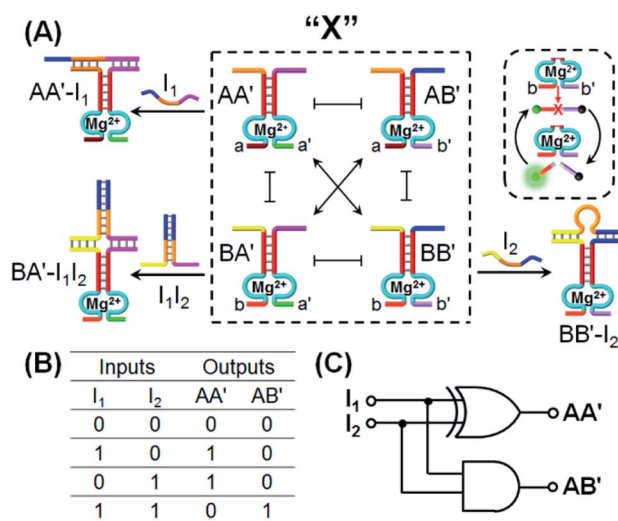 (A)
"X"
I₁
AA'-I₁
Mg²⁺
AA'
Mg²⁺
a a'
AB'
Mg²⁺
a b'
BA'
Mg²⁺
b a'
BB'
Mg²⁺
b b'
I₁I₂
BA'-I₁I₂
Mg²⁺
Mg²⁺
b b'
X
Mg²⁺
I₂
Mg²⁺
BB'-I₂
(B)
Inputs Outputs
I₁ I₂ AA' AB'
0 0 0 0
1 0 1 0
0 1 1 0
1 1 0 1
(C)
I₁
I₂
AA'
AB'